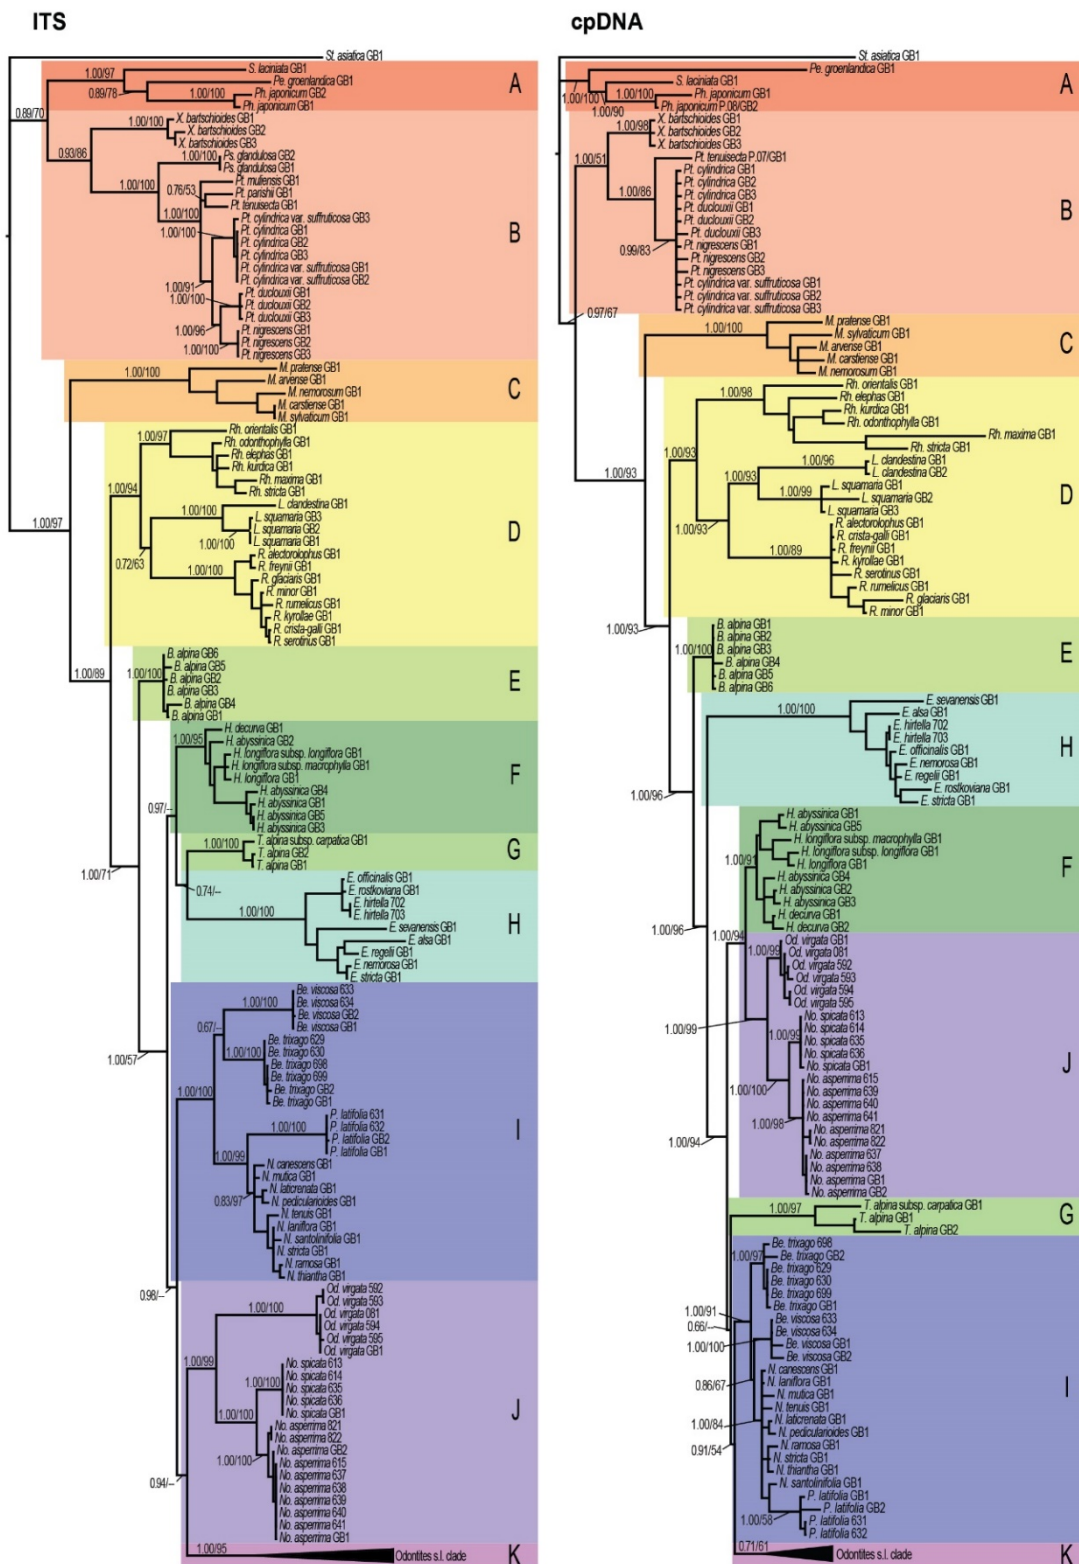 ITS
St. asiatica GB1
1.00/97
S. laciniata GB1
Pe. groenlandica GB1
0.89/78
1.00/100
Ph. japonicum GB2
Ph. japonicum GB1
A
0.89/70
1.00/100
X. bartschioides GB1
X. bartschioides GB2
X. bartschioides GB3
0.93/86
1.00/100
Ps. glandulosa GB2
Ps. glandulosa GB1
1.00/100
Pt. muliensis GB1
0.76/53
Pt. parishii GB1
Pt. tenuisecta GB1
1.00/100
Pt. cylindrica var. suffruticosa GB3
Pt. cylindrica GB1
1.00/100
Pt. cylindrica GB2
Pt. cylindrica GB3
Pt. cylindrica var. suffruticosa GB1
Pt. cylindrica var. suffruticosa GB2
1.00/91
Pt. duclouxii GB1
1.00/100
Pt. duclouxii GB2
Pt. duclouxii GB3
1.00/96
Pt. nigrescens GB1
Pt. nigrescens GB2
1.00/100
Pt. nigrescens GB3
B
1.00/100
M. pratense GB1
M. arvense GB1
M. nemorosum GB1
M. carstiense GB1
M. sylvaticum GB1
C
1.00/97
Rh. orientalis GB1
Rh. odonthophylla GB1
Rh. elephas GB1
Rh. kurdica GB1
Rh. maxima GB1
Rh. stricta GB1
1.00/94
1.00/100
L. clandestina GB1
L. squamaria GB3
L. squamaria GB2
1.00/100
L. squamaria GB1
0.72/63
R. alectorolophus GB1
R. freynii GB1
1.00/100
R. glaciaris GB1
R. minor GB1
R. rumelicus GB1
R. kyrollae GB1
R. crista-galli GB1
R. serotinus GB1
D
1.00/97
1.00/89
B. alpina GB6
B. alpina GB5
1.00/100
B. alpina GB2
B. alpina GB3
B. alpina GB4
B. alpina GB1
E
H. decurva GB1
1.00/95
H. abyssinica GB2
H. longiflora subsp. longiflora GB1
H. longiflora subsp. macrophylla GB1
H. longiflora GB1
H. abyssinica GB4
H. abyssinica GB1
H. abyssinica GB5
H. abyssinica GB3
F
0.97/--
1.00/100
T. alpina subsp. carpatica GB1
T. alpina GB2
T. alpina GB1
G
1.00/71
0.74/--
E. officinalis GB1
E. rostkoviana GB1
E. hirtella 702
E. hirtella 703
1.00/100
E. sevanensis GB1
E. alsa GB1
E. regelii GB1
E. nemorosa GB1
E. stricta GB1
H
1.00/57
Be. viscosa 633
1.00/100
Be. viscosa 634
Be. viscosa GB2
Be. viscosa GB1
0.67/--
Be. trixago 629
1.00/100
Be. trixago 630
Be. trixago 698
Be. trixago 699
Be. trixago GB2
Be. trixago GB1
1.00/100
P. latifolia 631
1.00/100
P. latifolia 632
P. latifolia GB2
P. latifolia GB1
1.00/99
N. canescens GB1
N. mutica GB1
0.83/97
N. laticrenata GB1
N. pedicularioides GB1
N. tenuis GB1
N. laniflora GB1
N. santolinifolia GB1
N. stricta GB1
N. ramosa GB1
N. thiantha GB1
I
0.98/--
Od. virgata 592
Od. virgata 593
1.00/100
Od. virgata 081
Od. virgata 594
Od. virgata 595
Od. virgata GB1
1.00/99
No. spicata 613
No. spicata 614
1.00/100
No. spicata 635
No. spicata 636
No. spicata GB1
1.00/100
No. asperrima 821
No. asperrima 822
No. asperrima GB2
1.00/100
No. asperrima 615
No. asperrima 637
No. asperrima 638
No. asperrima 639
No. asperrima 640
No. asperrima 641
No. asperrima GB1
J
0.94/--
1.00/95
Odontites s.l. clade
K
cpDNA
St. asiatica GB1
Pe. groenlandica GB1
S. laciniata GB1
1.00/100
1.00/100
Ph. japonicum GB1
Ph. japonicum P.08/GB2
1.00/90
A
1.00/98
X. bartschioides GB1
X. bartschioides GB2
X. bartschioides GB3
1.00/51
Pt. tenuisecta P.07/GB1
Pt. cylindrica GB1
Pt. cylindrica GB2
1.00/86
Pt. cylindrica GB3
Pt. duclouxii GB1
Pt. duclouxii GB2
Pt. duclouxii GB3
Pt. nigrescens GB1
0.99/83
Pt. nigrescens GB2
Pt. nigrescens GB3
Pt. cylindrica var. suffruticosa GB1
Pt. cylindrica var. suffruticosa GB2
Pt. cylindrica var. suffruticosa GB3
B
0.97/67
1.00/100
M. pratense GB1
M. sylvaticum GB1
M. arvense GB1
M. carstiense GB1
M. nemorosum GB1
C
1.00/98
Rh. orientalis GB1
Rh. elephas GB1
Rh. kurdica GB1
Rh. odonthophylla GB1
Rh. maxima GB1
Rh. stricta GB1
1.00/93
1.00/96
L. clandestina GB1
L. clandestina GB2
1.00/93
1.00/93
L. squamaria GB1
1.00/99
L. squamaria GB2
L. squamaria GB3
1.00/93
R. alectorolophus GB1
R. crista-galli GB1
R. freynii GB1
1.00/89
R. kyrollae GB1
R. serotinus GB1
R. rumelicus GB1
R. glaciaris GB1
R. minor GB1
D
1.00/93
B. alpina GB1
B. alpina GB2
1.00/100
B. alpina GB3
B. alpina GB4
B. alpina GB5
B. alpina GB6
E
1.00/100
E. sevanensis GB1
E. alsa GB1
E. hirtella 702
E. hirtella 703
E. officinalis GB1
E. nemorosa GB1
E. regelii GB1
E. rostkoviana GB1
E. stricta GB1
H
1.00/96
H. abyssinica GB1
H. abyssinica GB5
H. longiflora subsp. macrophylla GB1
H. longiflora subsp. longiflora GB1
1.00/91
H. longiflora GB1
H. abyssinica GB4
H. abyssinica GB2
H. abyssinica GB3
H. decurva GB1
H. decurva GB2
F
1.00/96
1.00/94
Od. virgata GB1
1.00/99
Od. virgata 081
Od. virgata 592
Od. virgata 593
Od. virgata 594
Od. virgata 595
1.00/99
No. spicata 613
No. spicata 614
1.00/99
No. spicata 635
No. spicata 636
No. spicata GB1
1.00/100
No. asperrima 615
No. asperrima 639
No. asperrima 640
No. asperrima 641
1.00/98
No. asperrima 821
No. asperrima 822
No. asperrima 637
No. asperrima 638
No. asperrima GB1
No. asperrima GB2
J
1.00/94
1.00/97
T. alpina subsp. carpatica GB1
T. alpina GB1
T. alpina GB2
G
Be. trixago 698
1.00/97
Be. trixago GB2
Be. trixago 629
Be. trixago 630
Be. trixago 699
Be. trixago GB1
1.00/91
0.66/--
Be. viscosa 633
Be. viscosa 634
1.00/100
Be. viscosa GB1
Be. viscosa GB2
0.86/67
N. canescens GB1
N. laniflora GB1
N. mutica GB1
N. tenuis GB1
1.00/84
N. laticrenata GB1
N. pedicularioides GB1
0.91/54
N. ramosa GB1
N. stricta GB1
N. thiantha GB1
N. santolinifolia GB1
P. latifolia GB1
P. latifolia GB2
1.00/58
P. latifolia 631
P. latifolia 632
I
0.71/61
Odontites s.l. clade
K